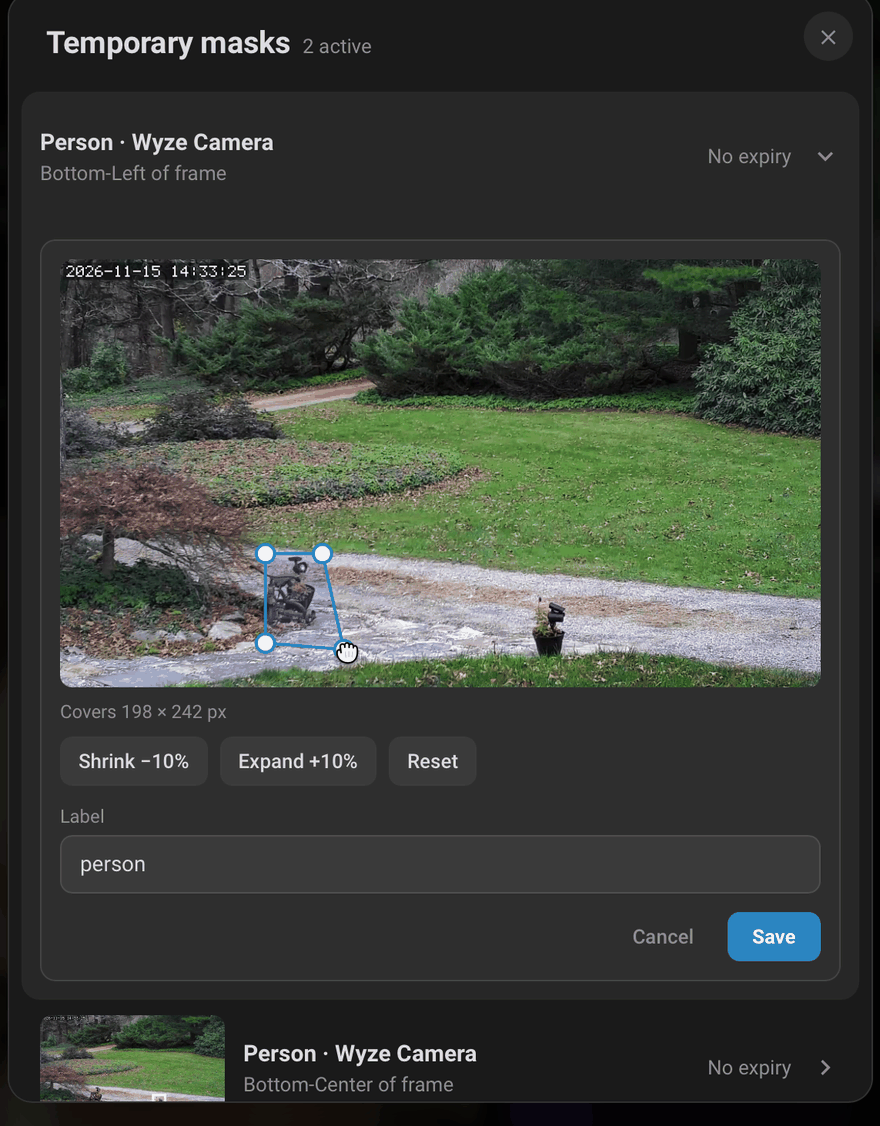 Temporary masks 2 active
Person · Wyze Camera
Bottom-Left of frame
No expiry
2026-11-15 14:33:25
Covers 198 × 242 px
Shrink −10% Expand +10% Reset
Label
person
Cancel Save
Person · Wyze Camera
Bottom-Center of frame
No expiry